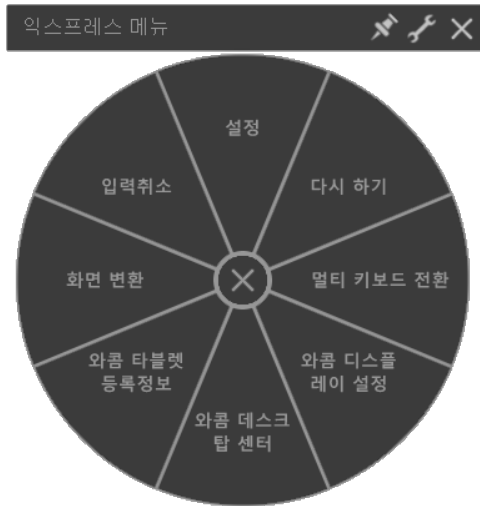 익스프레스 메뉴
설정
입력취소
다시 하기
화면 변환
멀티 키보드 전환
와콤 타블렛
등록정보
와콤 디스플
레이 설정
와콤 데스크
탑 센터